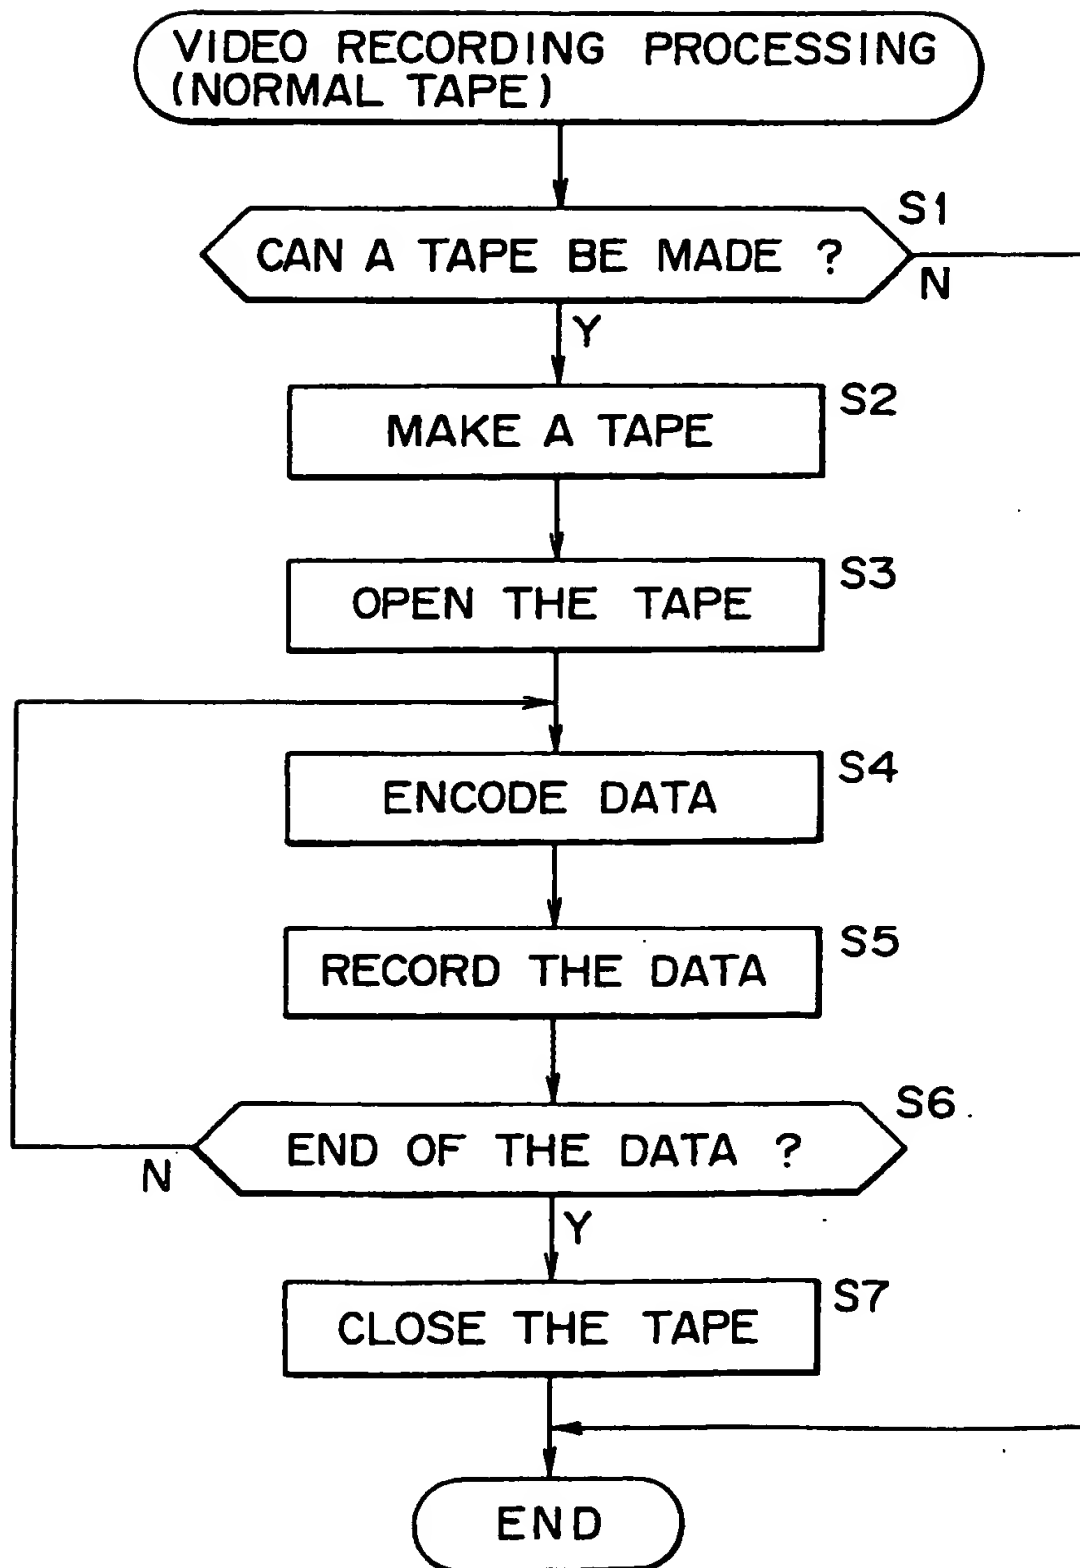 VIDEO RECORDING PROCESSING
(NORMAL TAPE)
S1
CAN A TAPE BE MADE ?
N
Y
S2
MAKE A TAPE
S3
OPEN THE TAPE
S4
ENCODE DATA
S5
RECORD THE DATA
S6
END OF THE DATA ?
N
Y
S7
CLOSE THE TAPE
END